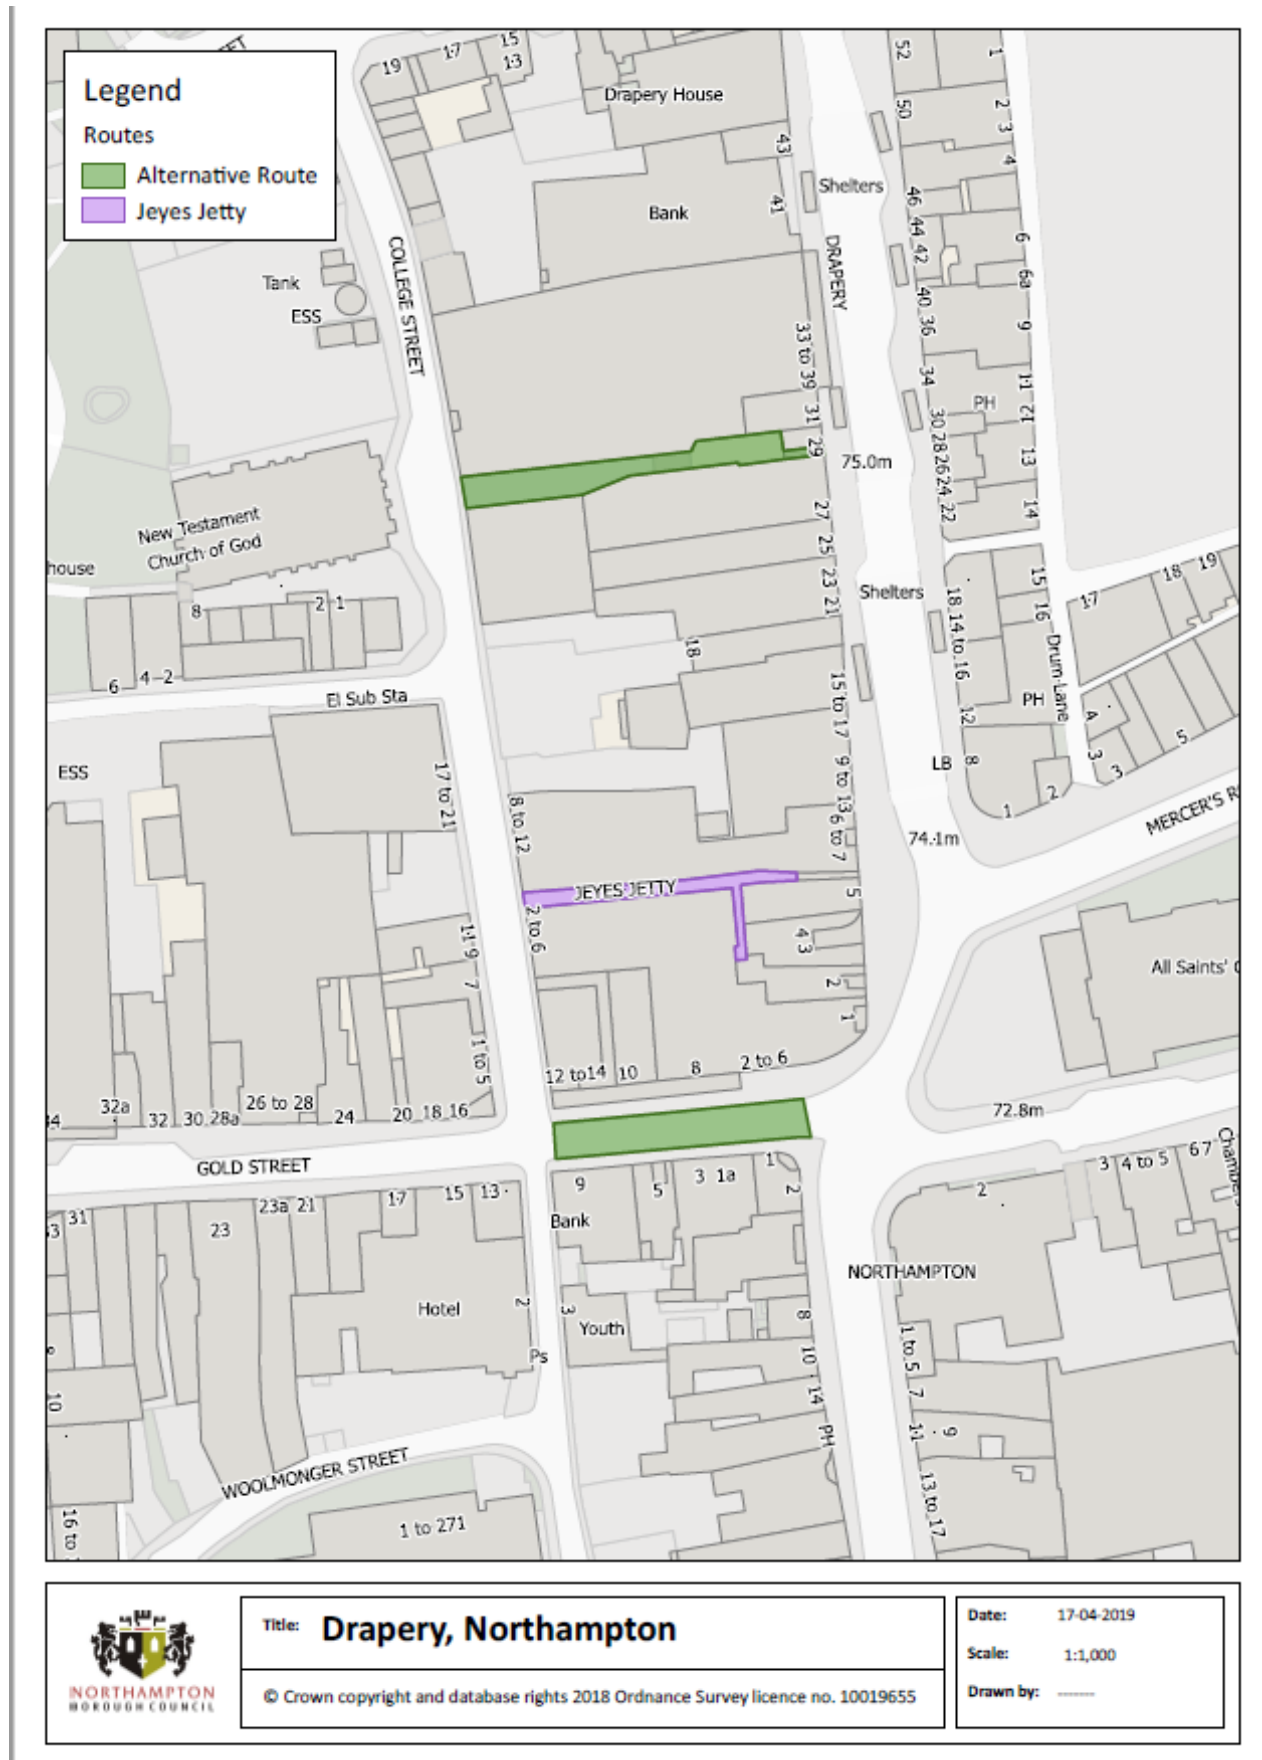 Legend
Routes
Alternative Route
Jeyes Jetty
19
17
15
13
Drapery House
43
41
Bank
Shelters
DRAPERY
52
50
46
44
42
40
36
34
30
28
26
24
22
1
2
3
4
6
6a
9
11
12
13
14
PH
COLLEGE STREET
Tank
ESS
33 to 39
31
29
75.0m
27
25
23
21
New Testament
Church of God
house
8
2
1
6
4
2
El Sub Sta
ESS
18
Shelters
18
14 to 16
12
8
15
16
Drum Lane
17
18
19
PH
LB
1
2
A
3
3
5
MERCER'S R
15 to 17
9 to 13
6 to 7
74.1m
17 to 21
8 to 12
JEYES JETTY
2 to 6
5
4
3
2
1
11
9
7
1 to 5
All Saints' C
12 to 14
10
8
2 to 6
34
32a
32
30
28a
26 to 28
24
20
18
16
72.8m
GOLD STREET
9
5
3
1a
1
2
Bank
2
3
4 to 5
6
7
Chambers
33
31
23
23a
21
17
15
13
Hotel
2
3
Youth
Ps
NORTHAMPTON
8
10
14
PH
1 to 5
7
11
9
13 to 17
10
WOOLMONGER STREET
16 to
1 to 271
NORTHAMPTON
BOROUGH COUNCIL
Title: Drapery, Northampton
© Crown copyright and database rights 2018 Ordnance Survey licence no. 10019655
Date: 17-04-2019
Scale: 1:1,000
Drawn by: -------